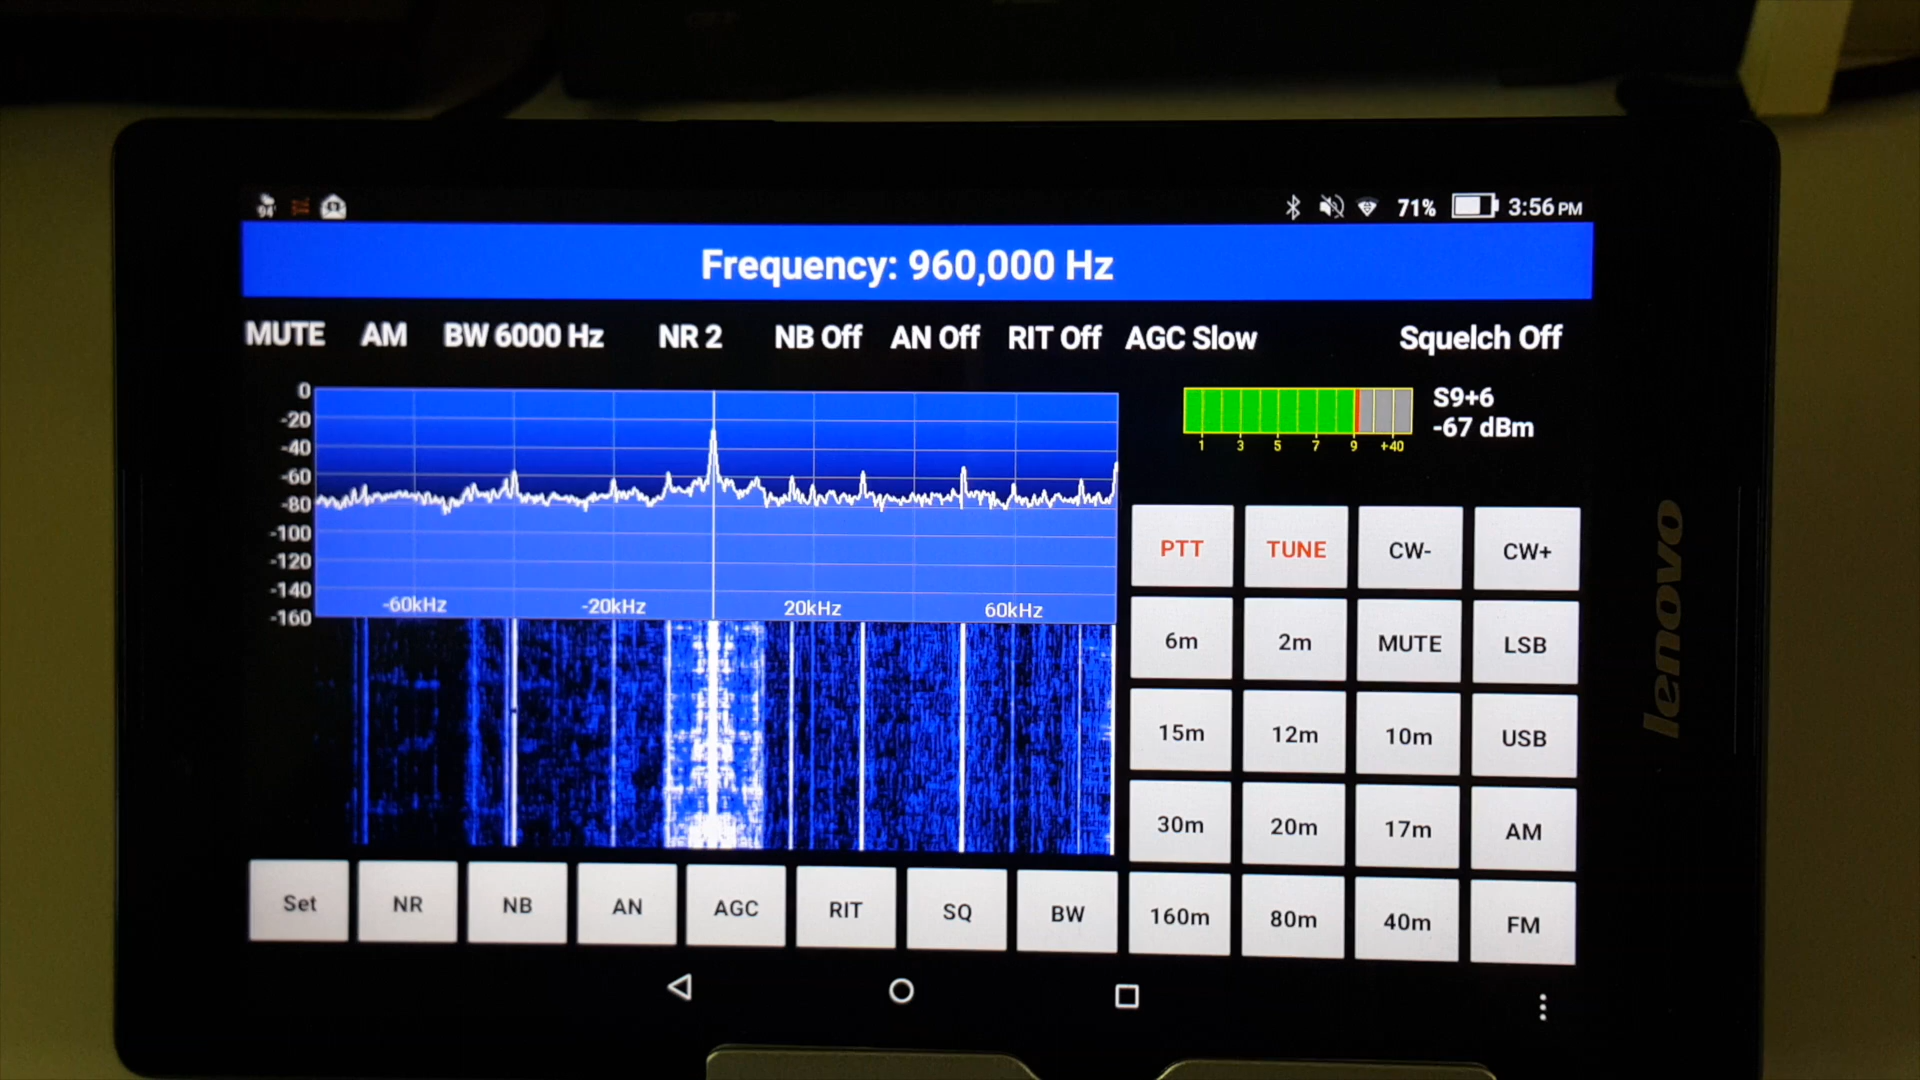 94°
71% 3:56 PM
Frequency: 960,000 Hz
MUTE AM BW 6000 Hz NR 2 NB Off AN Off RIT Off AGC Slow Squelch Off
0
-20
-40
-60
-80
-100
-120
-140
-160
-60kHz -20kHz 20kHz 60kHz
S9+6
-67 dBm
1 3 5 7 9 +40
PTT TUNE CW- CW+
6m 2m MUTE LSB
15m 12m 10m USB
30m 20m 17m AM
160m 80m 40m FM
Set NR NB AN AGC RIT SQ BW
lenovo